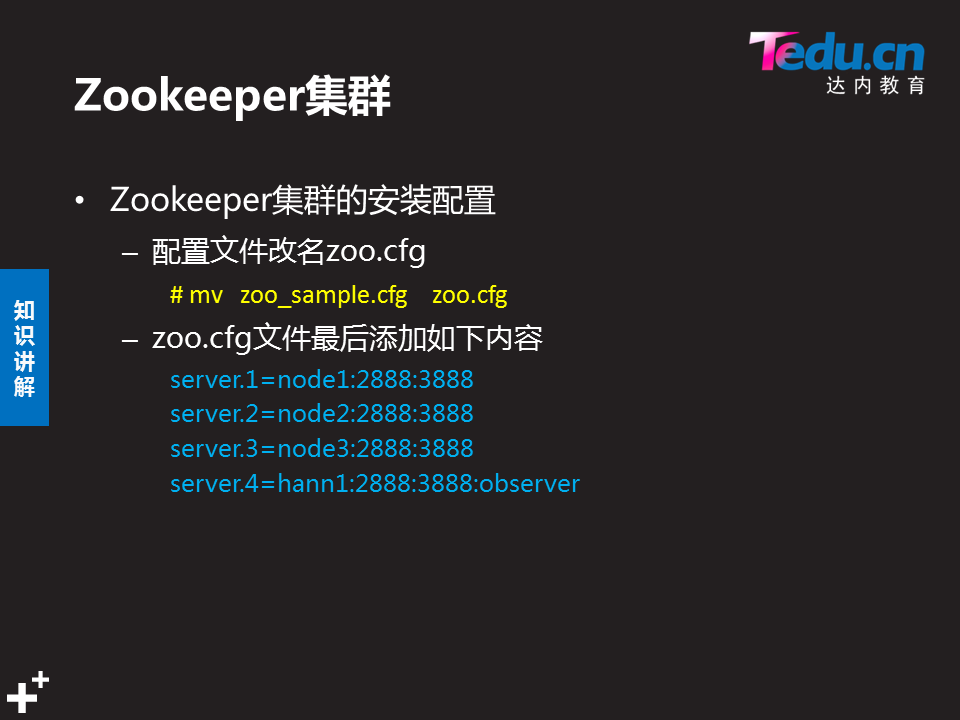 Tedu.cn
达内教育
Zookeeper集群
• Zookeeper集群的安装配置
– 配置文件改名zoo.cfg
# mv zoo_sample.cfg zoo.cfg
– zoo.cfg文件最后添加如下内容
server.1=node1:2888:3888
server.2=node2:2888:3888
server.3=node3:2888:3888
server.4=hann1:2888:3888:observer
知
识
讲
解